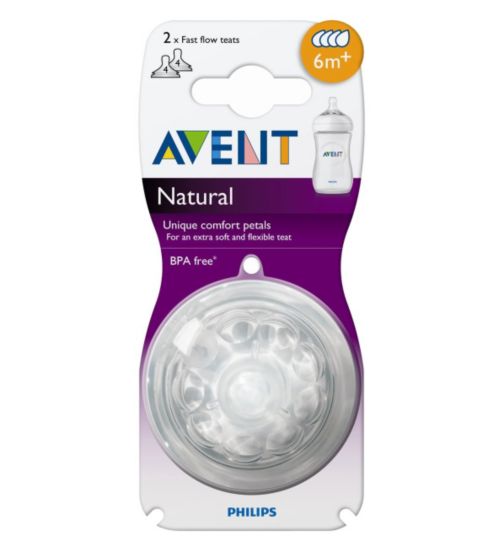 2 x Fast flow teats
4 4
6m+
AVENT
AVENT
PHILIPS
Natural
Unique comfort petals
For an extra soft and flexible teat
BPA free*
PHILIPS